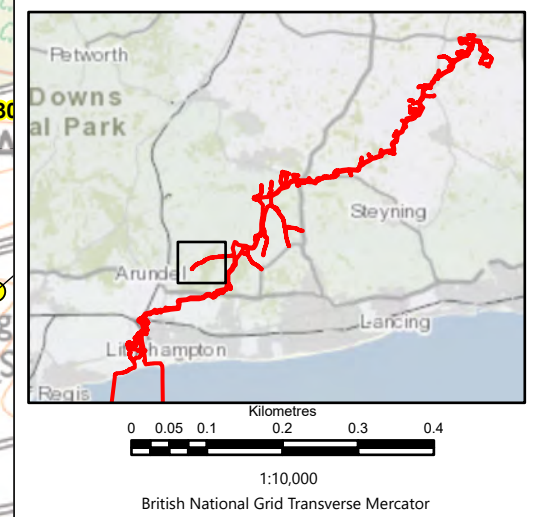 Petworth
Downs
al Park
30
Steyning
Arundel
Lancing
Littlehampton
f Regis
Kilometres
0 0.05 0.1 0.2 0.3 0.4
1:10,000
British National Grid Transverse Mercator